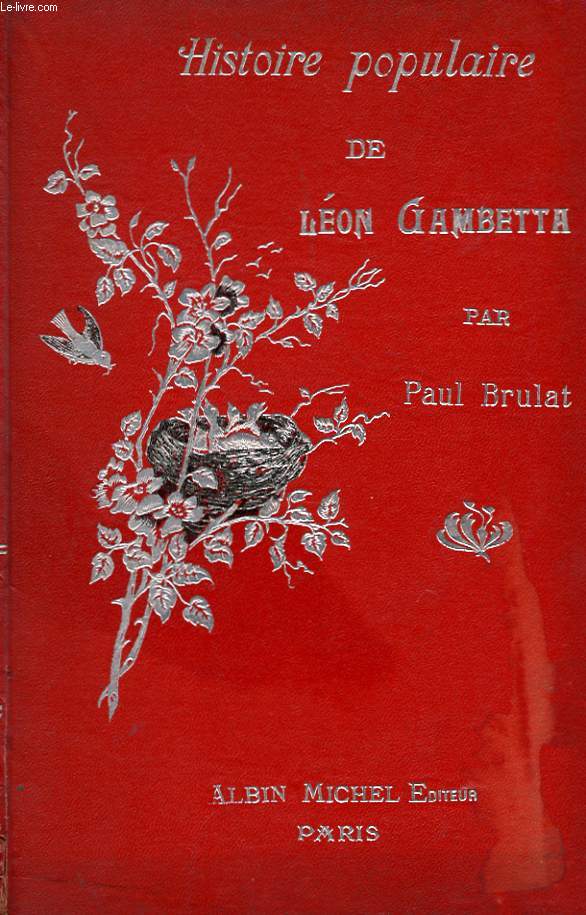 Le-livre.com
Histoire populaire
DE
LÉON GAMBETTA
PAR
Paul Brulat
ALBIN MICHEL EDITEUR
PARIS